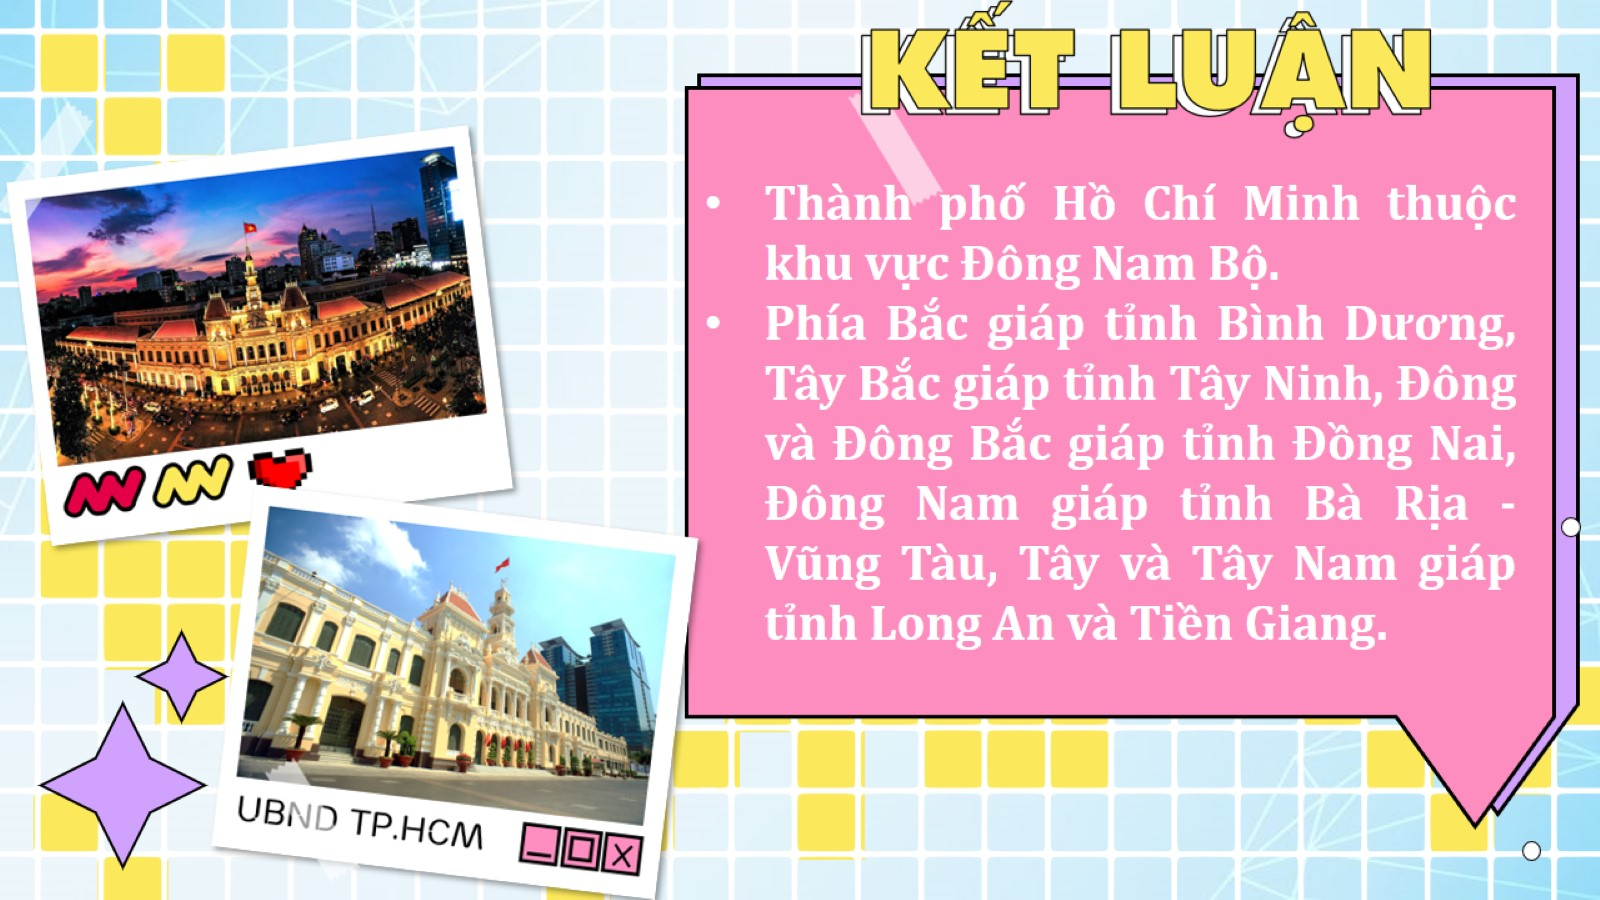 KẾT LUẬN
• Thành phố Hồ Chí Minh thuộc
khu vực Đông Nam Bộ.
• Phía Bắc giáp tỉnh Bình Dương,
Tây Bắc giáp tỉnh Tây Ninh, Đông
và Đông Bắc giáp tỉnh Đồng Nai,
Đông Nam giáp tỉnh Bà Rịa -
Vũng Tàu, Tây và Tây Nam giáp
tỉnh Long An và Tiền Giang.
UBND TP.HCM